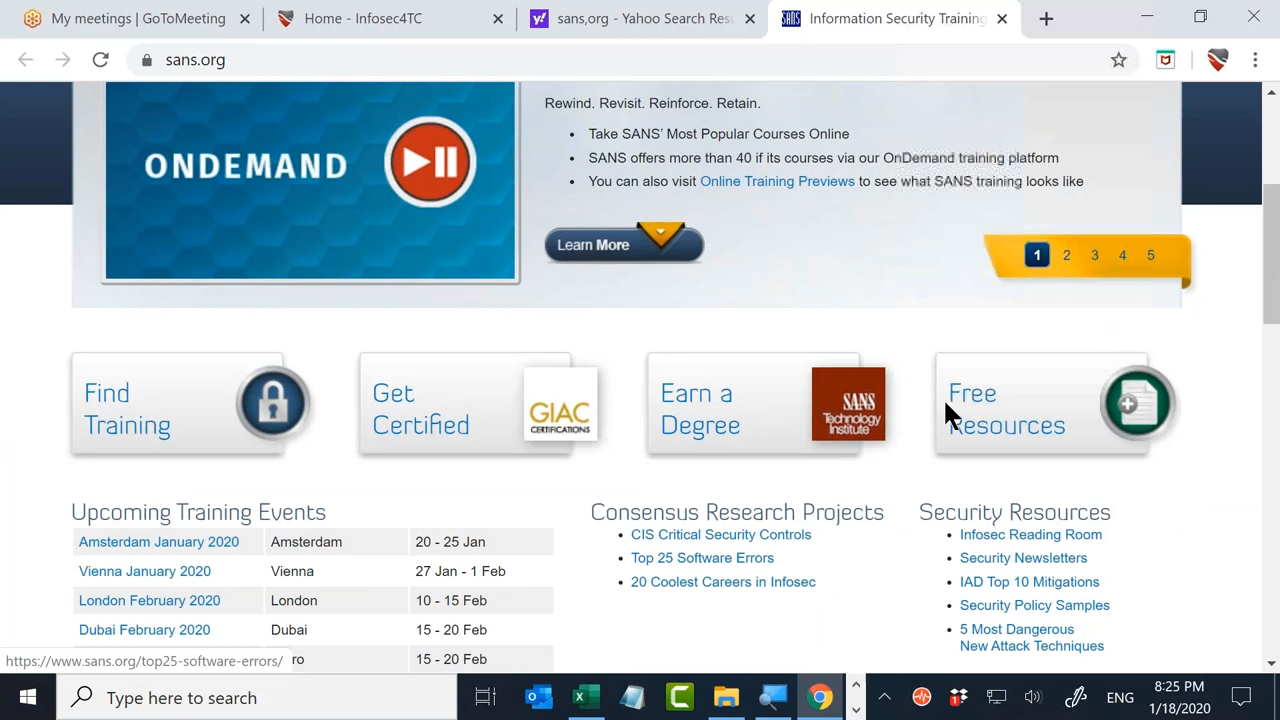 My meetings | GoToMeeting
Home - Infosec4TC
sans,org - Yahoo Search Res
Information Security Training
sans.org
ONDEMAND
Rewind. Revisit. Reinforce. Retain.
Take SANS' Most Popular Courses Online
SANS offers more than 40 if its courses via our OnDemand training platform
You can also visit Online Training Previews to see what SANS training looks like
Learn More
1 2 3 4 5
Find
Training
Get
Certified
GIAC
CERTIFICATIONS
Earn a
Degree
SANS
Technology
Institute
Free
Resources
Upcoming Training Events
Amsterdam January 2020 Amsterdam 20 - 25 Jan
Vienna January 2020 Vienna 27 Jan - 1 Feb
London February 2020 London 10 - 15 Feb
Dubai February 2020 Dubai 15 - 20 Feb
ro 15 - 20 Feb
Consensus Research Projects
CIS Critical Security Controls
Top 25 Software Errors
20 Coolest Careers in Infosec
Security Resources
Infosec Reading Room
Security Newsletters
IAD Top 10 Mitigations
Security Policy Samples
5 Most Dangerous
New Attack Techniques
https://www.sans.org/top25-software-errors/
Type here to search
ENG
8:25 PM
1/18/2020